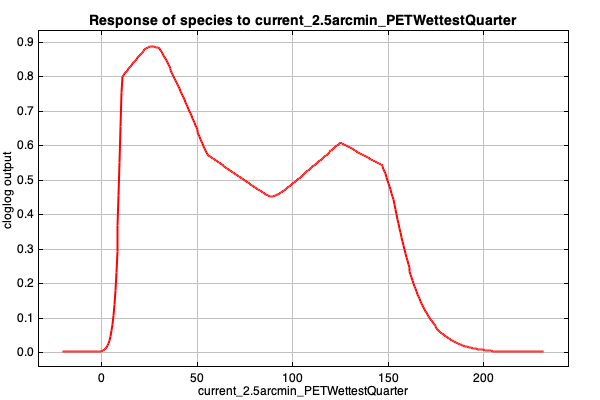 Response of species to current_2.5arcmin_PETWettestQuarter
0.9
0.8
0.7
0.6
0.5
0.4
0.3
0.2
0.1
0.0
cloglog output
0 50 100 150 200
current_2.5arcmin_PETWettestQuarter